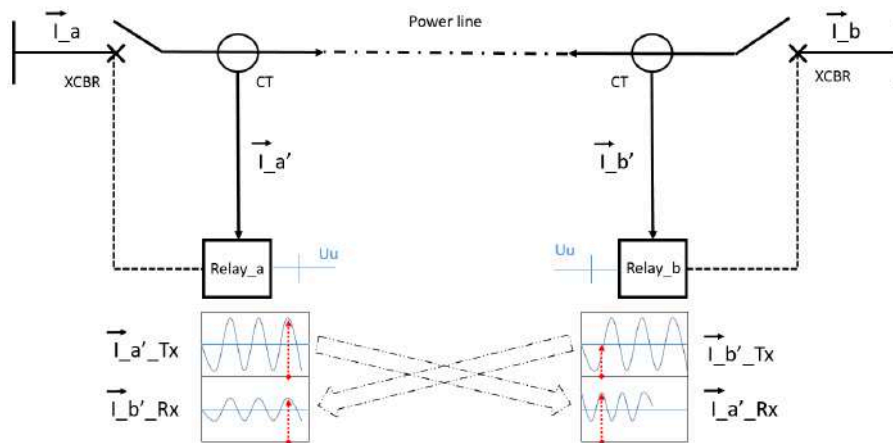 I_a
Power line
I_b
XCBR
CT
CT
XCBR
I_a’
I_b’
Uu
Uu
Relay_a
Relay_b
I_a’_Tx
I_b’_Tx
I_b’_Rx
I_a’_Rx